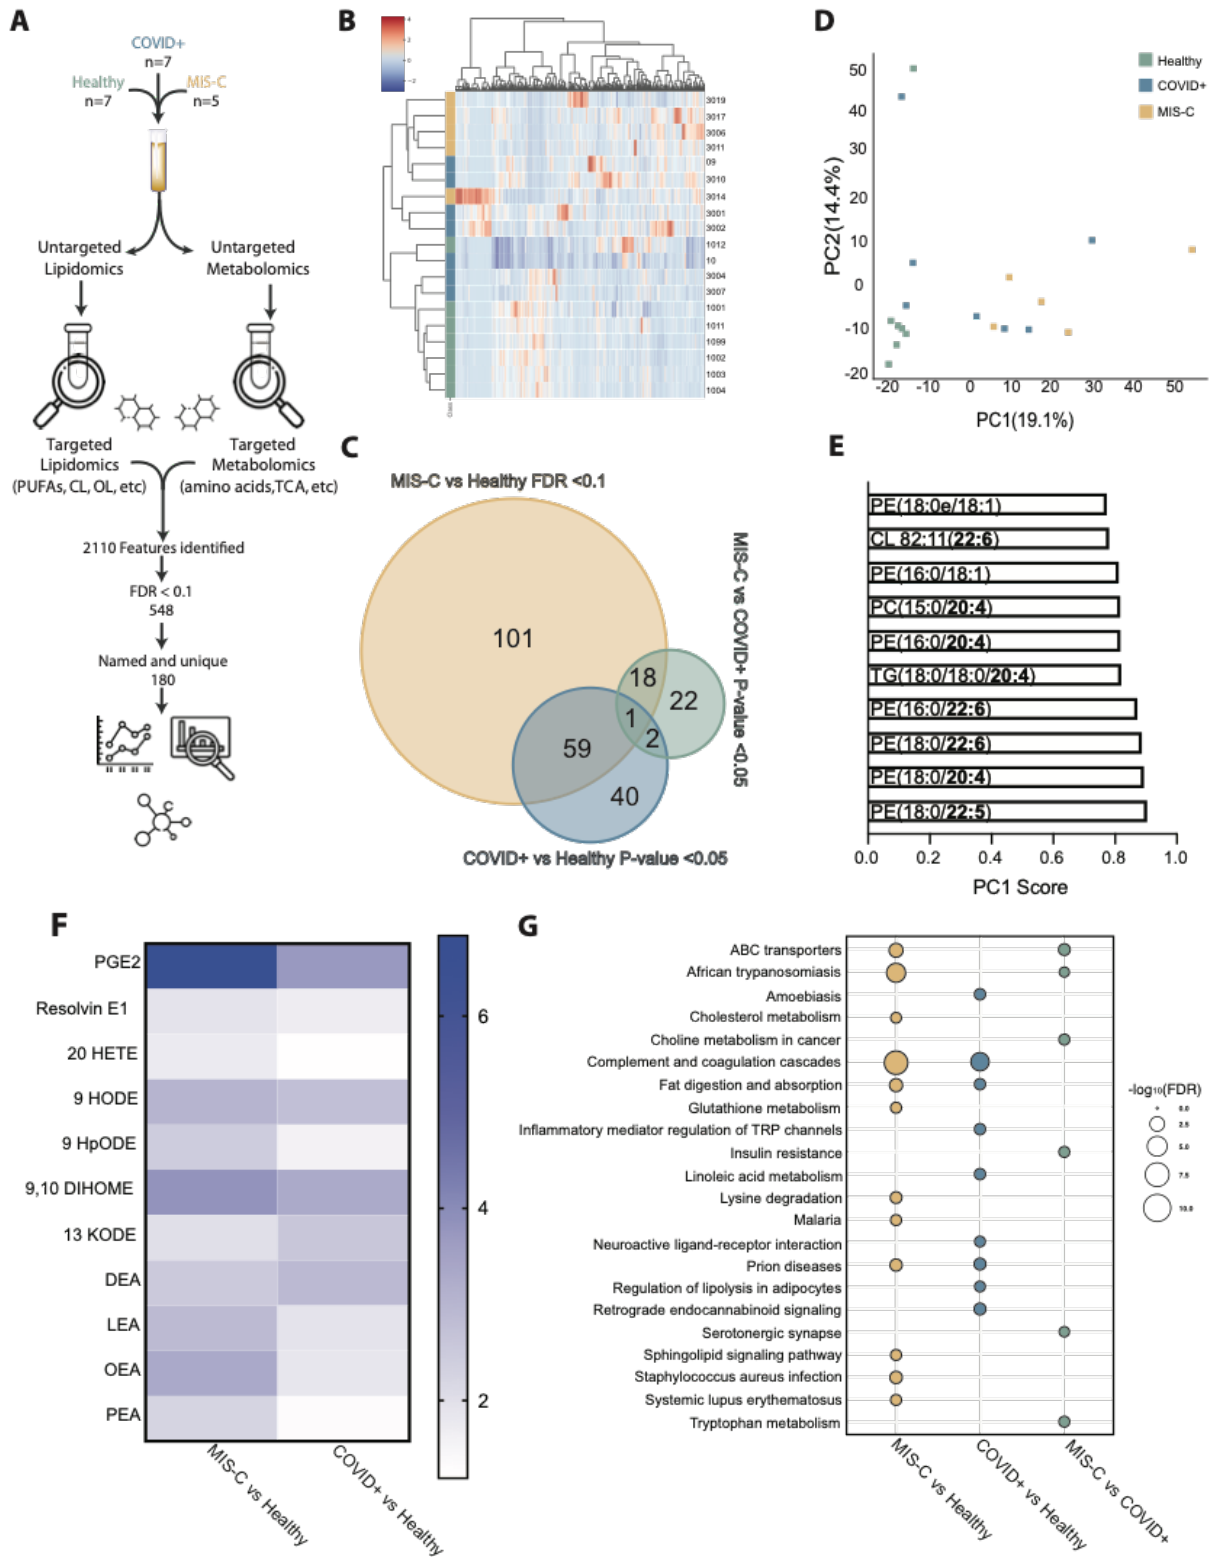 A
COVID+
n=7
Healthy
n=7
MIS-C
n=5
Untargeted
Lipidomics
Untargeted
Metabolomics
Targeted
Lipidomics
(PUFAs, CL, OL, etc)
Targeted
Metabolomics
(amino acids,TCA, etc)
2110 Features identified
FDR < 0.1
548
Named and unique
180
B
4
2
0
-2
3019
3017
3006
3011
09
3010
3014
3001
3002
1012
10
3004
3007
1001
1011
1099
1002
1003
1004
C
MIS-C vs Healthy FDR <0.1
MIS-C vs COVID+ P-value <0.05
101
18
22
1
2
59
40
COVID+ vs Healthy P-value <0.05
D
Healthy
COVID+
MIS-C
PC2(14.4%)
50
40
30
20
10
0
-10
-20
-20 -10 0 10 20 30 40 50
PC1(19.1%)
E
PE(18:0e/18:1)
CL 82:11(22:6)
PE(16:0/18:1)
PC(15:0/20:4)
PE(16:0/20:4)
TG(18:0/18:0/20:4)
PE(16:0/22:6)
PE(18:0/22:6)
PE(18:0/20:4)
PE(18:0/22:5)
0.0 0.2 0.4 0.6 0.8 1.0
PC1 Score
F
PGE2
Resolvin E1
20 HETE
9 HODE
9 HpODE
9,10 DIHOME
13 KODE
DEA
LEA
OEA
PEA
MIS-C vs Healthy
COVID+ vs Healthy
6
4
2
G
ABC transporters
African trypanosomiasis
Amoebiasis
Cholesterol metabolism
Choline metabolism in cancer
Complement and coagulation cascades
Fat digestion and absorption
Glutathione metabolism
Inflammatory mediator regulation of TRP channels
Insulin resistance
Linoleic acid metabolism
Lysine degradation
Malaria
Neuroactive ligand-receptor interaction
Prion diseases
Regulation of lipolysis in adipocytes
Retrograde endocannabinoid signaling
Serotonergic synapse
Sphingolipid signaling pathway
Staphylococcus aureus infection
Systemic lupus erythematosus
Tryptophan metabolism
MIS-C vs Healthy
COVID+ vs Healthy
MIS-C vs COVID+
-log₁₀(FDR)
0.0
2.5
5.0
7.5
10.0